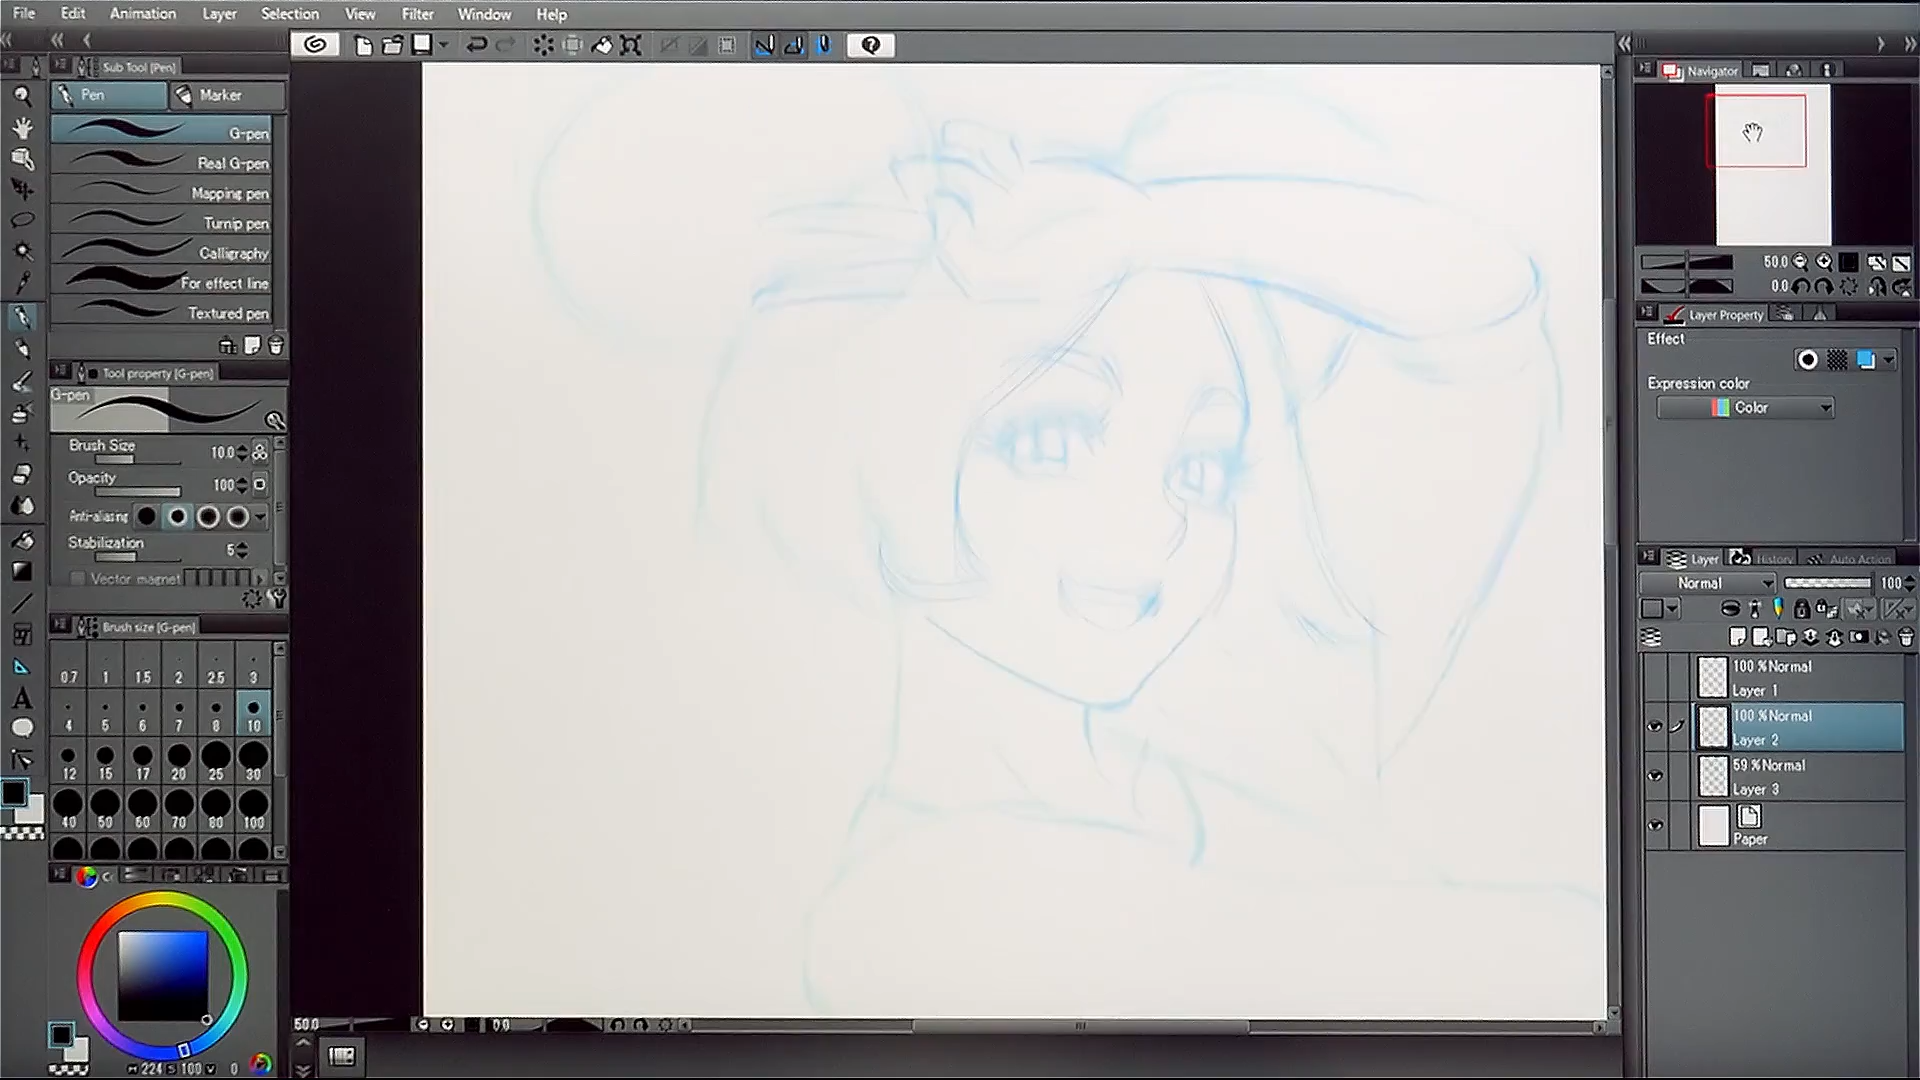 File Edit Animation Layer Selection View Filter Window Help
Sub Tool [Pen]
Pen Marker
G-pen
Real G-pen
Mapping pen
Turnip pen
Calligraphy
For effect line
Textured pen
Tool property [G-pen]
G-pen
Brush Size 10.0
Opacity 100
Anti-aliasing
Stabilization 5
Vector magnet
Brush size [G-pen]
0.7 1 1.5 2 2.5 3
4 5 6 7 8 10
12 15 17 20 25 30
40 50 60 70 80 100
H 224 S 100 V 0
50.0 0.0
Navigator
50.0
0.0
Layer Property
Effect
Expression color
Color
Layer History Auto Action
Normal 100
100 % Normal
Layer 1
100 % Normal
Layer 2
59 % Normal
Layer 3
Paper